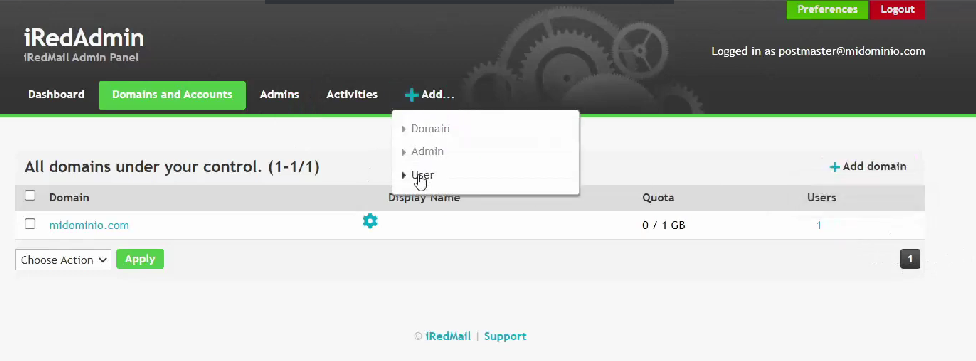 Preferences Logout
iRedAdmin
iRedMail Admin Panel
Logged in as postmaster@midominio.com
Dashboard Domains and Accounts Admins Activities + Add...
Domain
Admin
User
All domains under your control. (1-1/1) + Add domain
Domain Display Name Quota Users
midominio.com 0 / 1 GB 1
Choose Action Apply 1
© iRedMail | Support